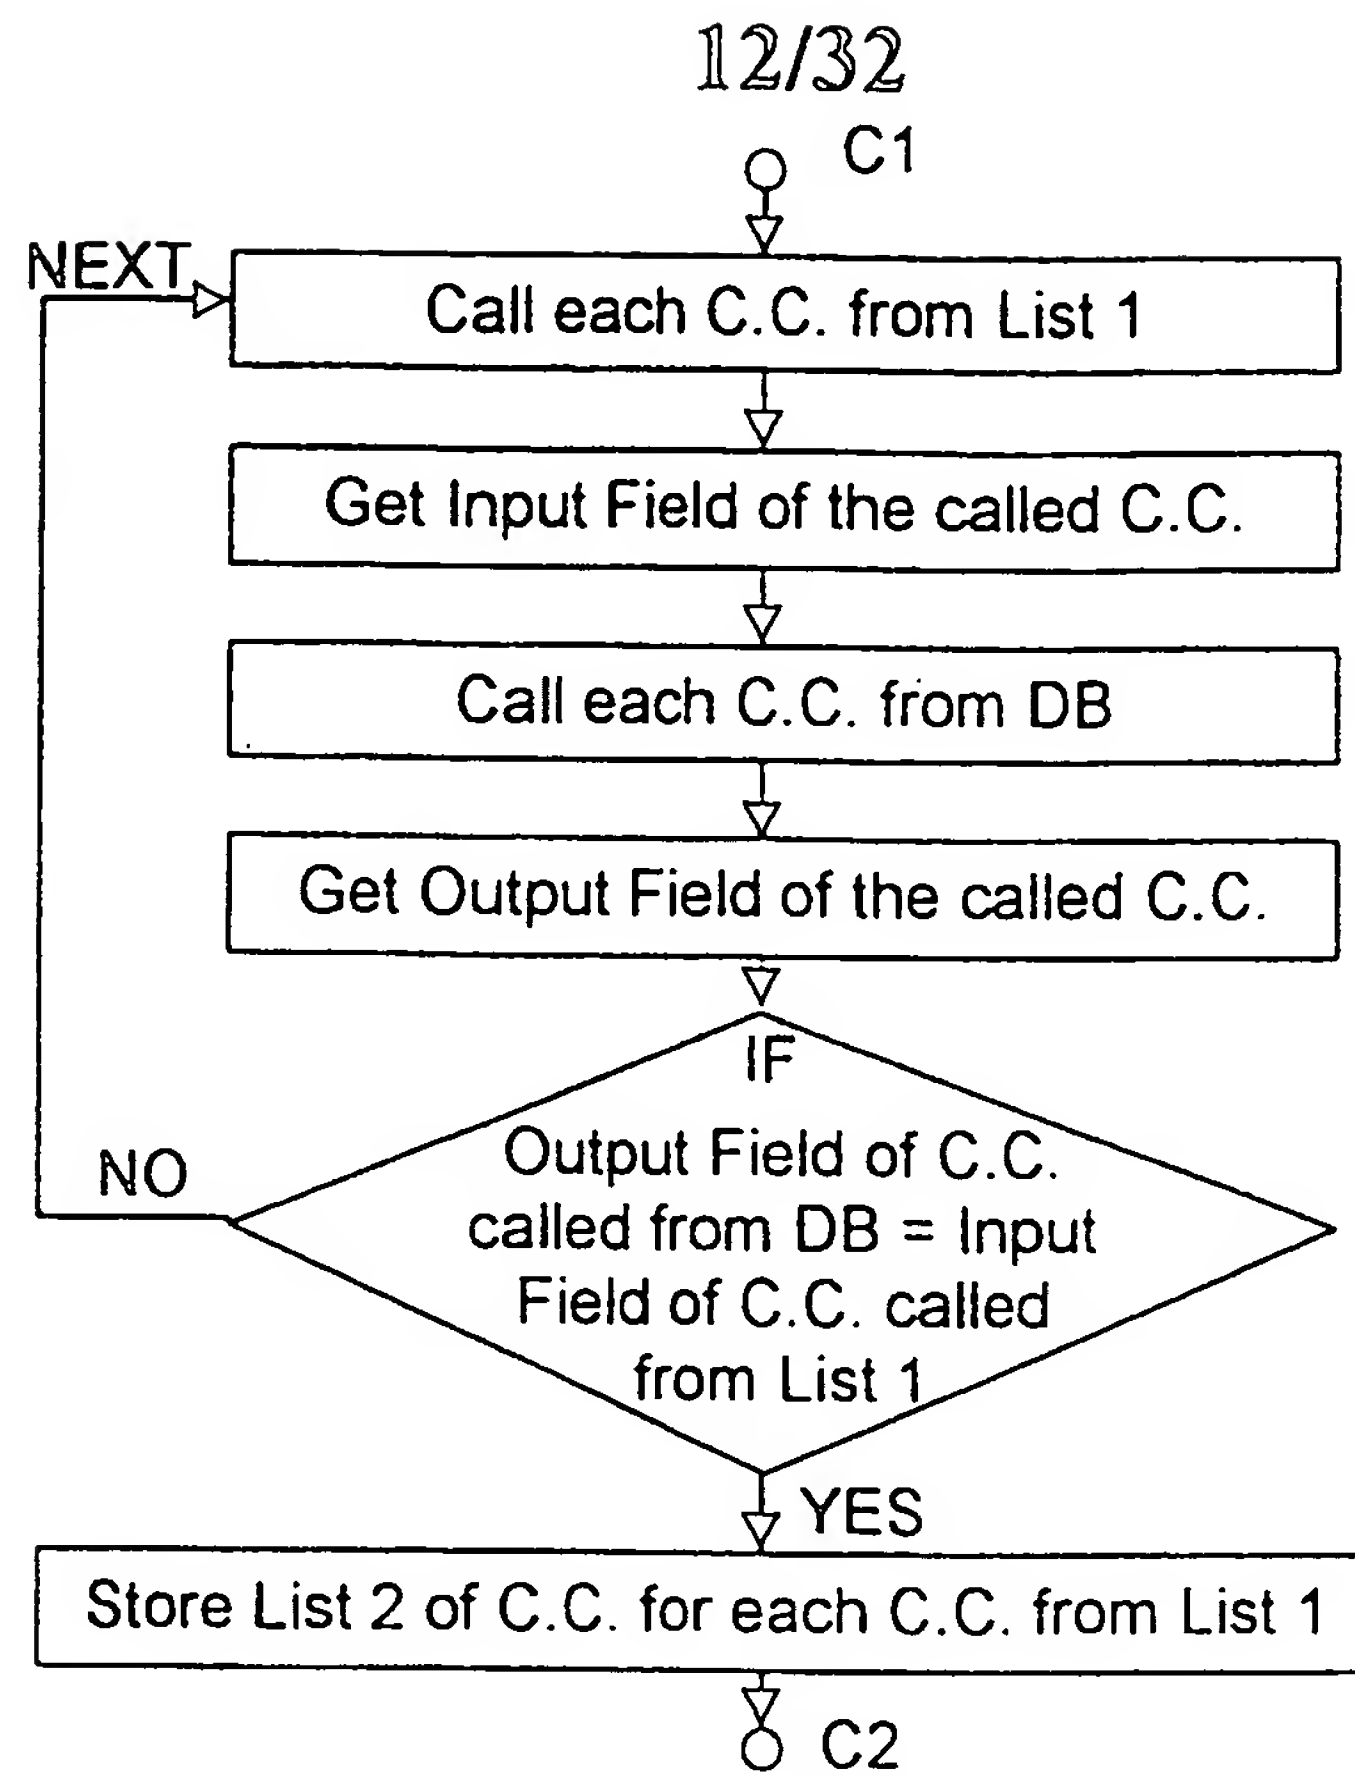 12/32
C1
NEXT
Call each C.C. from List 1
Get Input Field of the called C.C.
Call each C.C. from DB
Get Output Field of the called C.C.
IF
Output Field of C.C.
called from DB = Input
Field of C.C. called
from List 1
NO
YES
Store List 2 of C.C. for each C.C. from List 1
C2